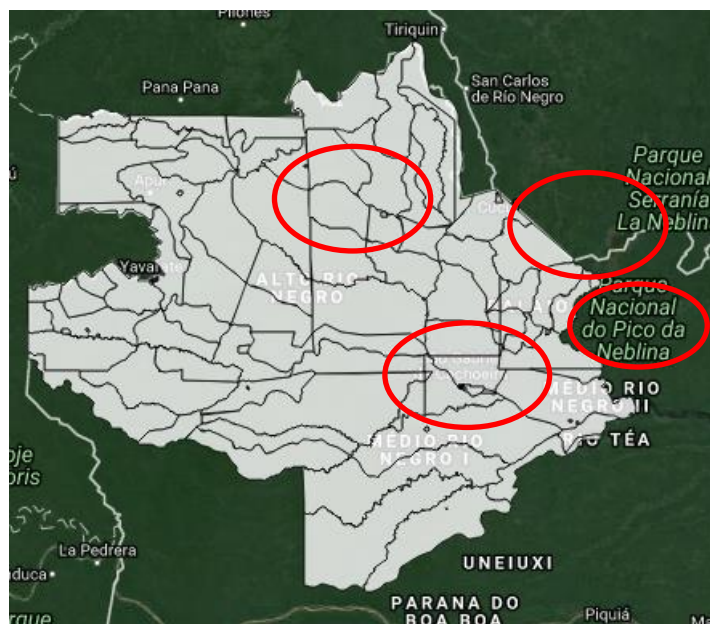 Pilones
Tiriquin
Pana Pana
San Carlos
de Río Negro
Parque
Nacional
Serranía
La Neblina
Cucu
Yavarate
ALTO RIO
NEGRO
BALAIO
Parque
Nacional
do Pico da
Neblina
MÉDIO RIO
NEGRO II
MÉDIO RIO
NEGRO I
RIO TÉA
La Pedrera
UNEIUXI
PARANA DO
BOA BOA
Piquiá